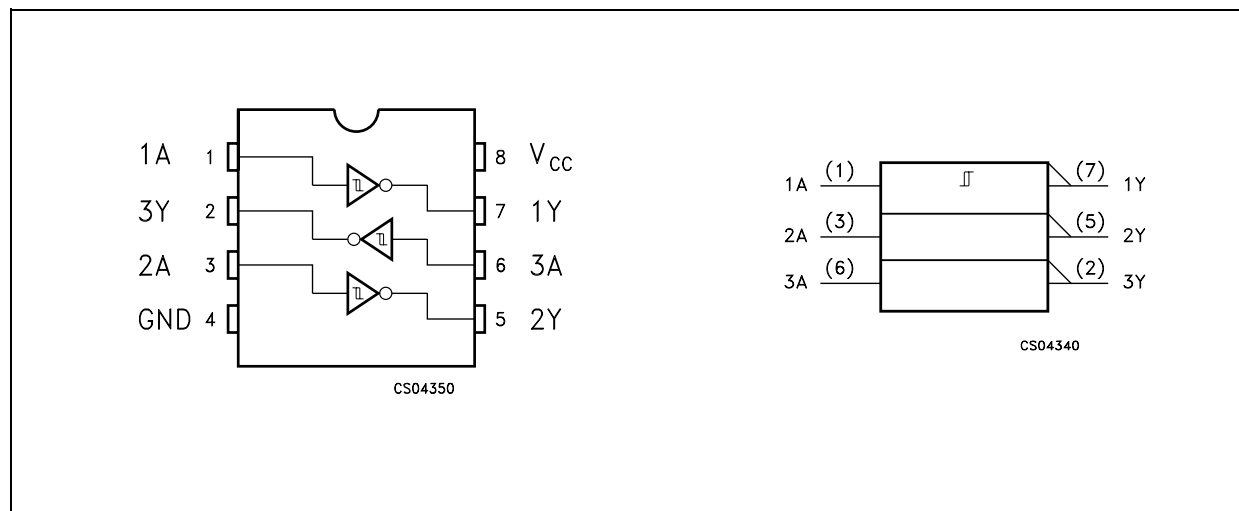 1A 1 8 VCC
3Y 2 7 1Y
2A 3 6 3A
GND 4 5 2Y
CS04350
1A (1) (7) 1Y
2A (3) (5) 2Y
3A (6) (2) 3Y
CS04340